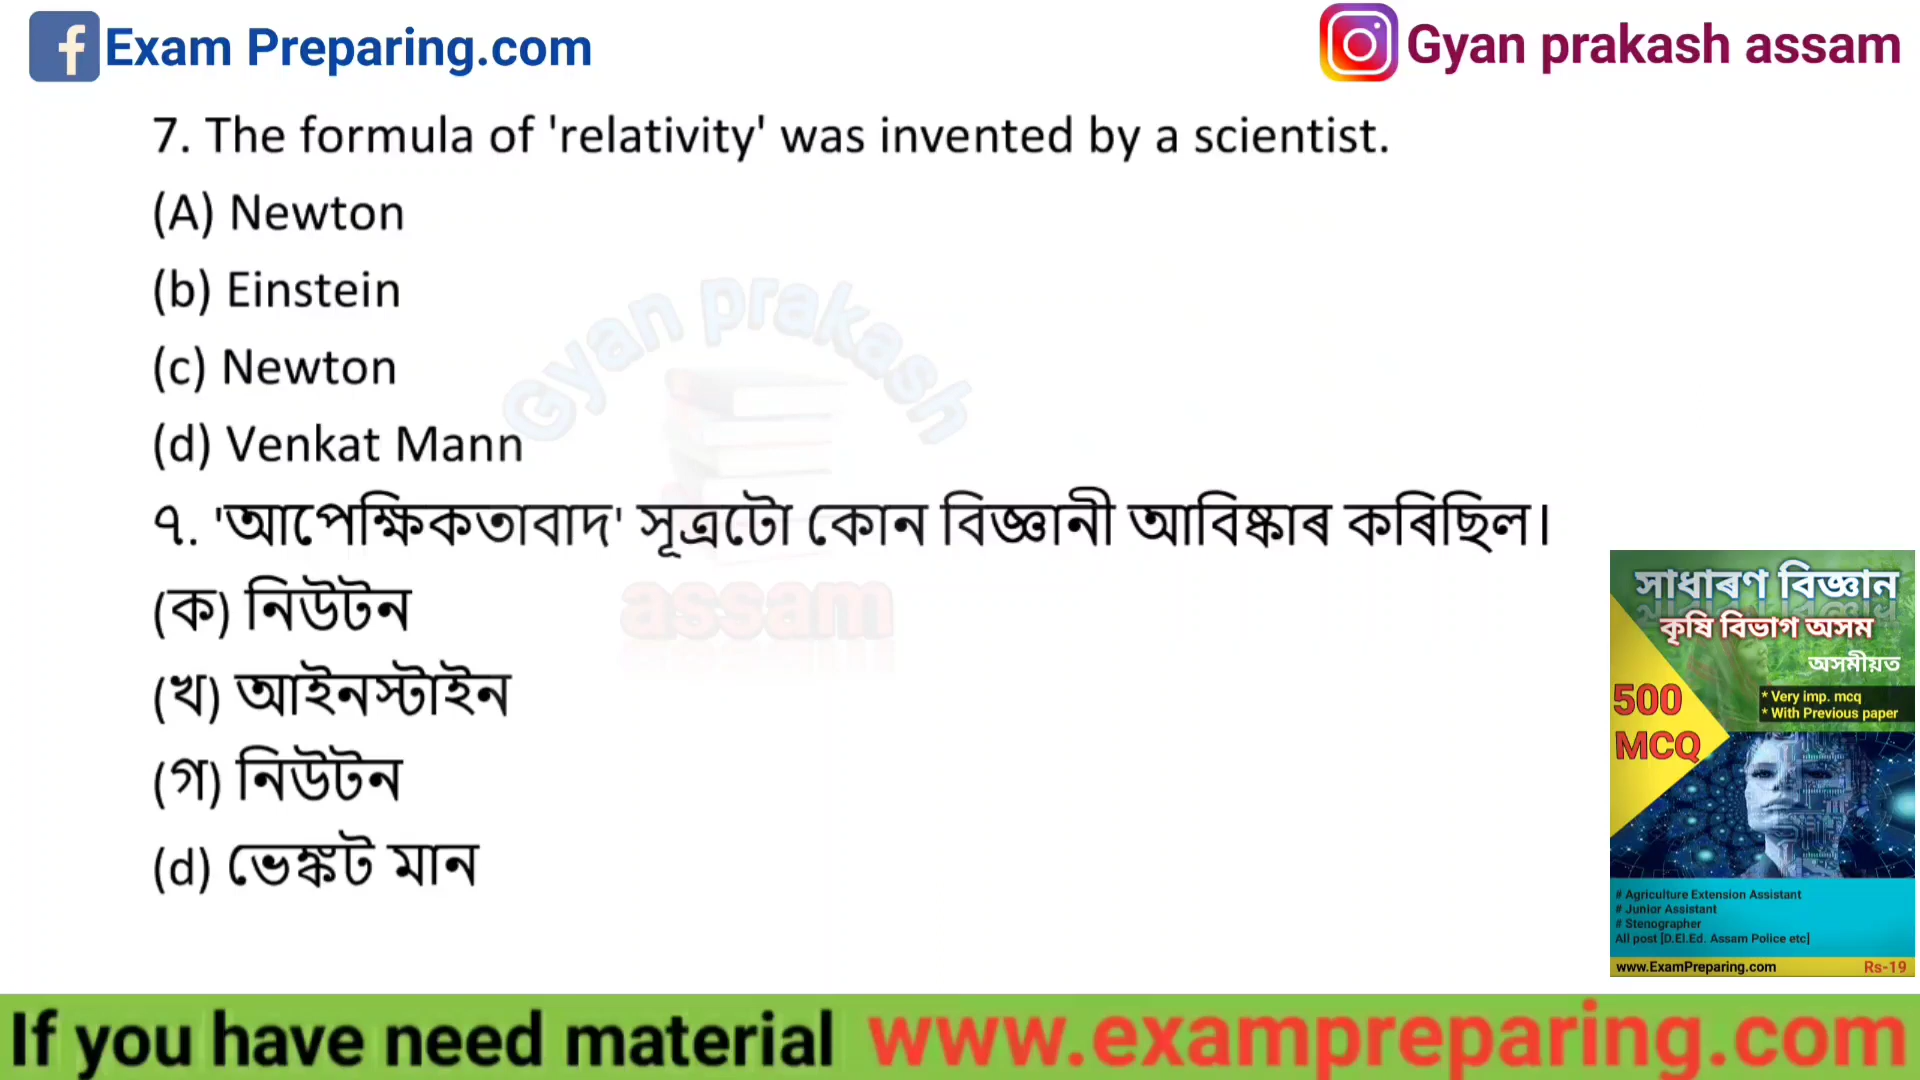 Exam Preparing.com
Gyan prakash assam
7. The formula of 'relativity' was invented by a scientist.
(A) Newton
(b) Einstein
(c) Newton
(d) Venkat Mann
৭. 'আপেক্ষিকতাবাদ' সূত্ৰটো কোন বিজ্ঞানী আবিষ্কাৰ কৰিছিল।
(ক) নিউটন
(খ) আইনস্টাইন
(গ) নিউটন
(d) ভেঙ্কট মান
Gyan prakash
assam
সাধাৰণ বিজ্ঞান
কৃষি বিভাগ অসম
অসমীয়ত
500
MCQ
* Very imp. mcq
* With Previous paper
# Agriculture Extension Assistant
# Junior Assistant
# Stenographer
All post [D.El.Ed. Assam Police etc]
www.ExamPreparing.com Rs-19
If you have need material www.exampreparing.com